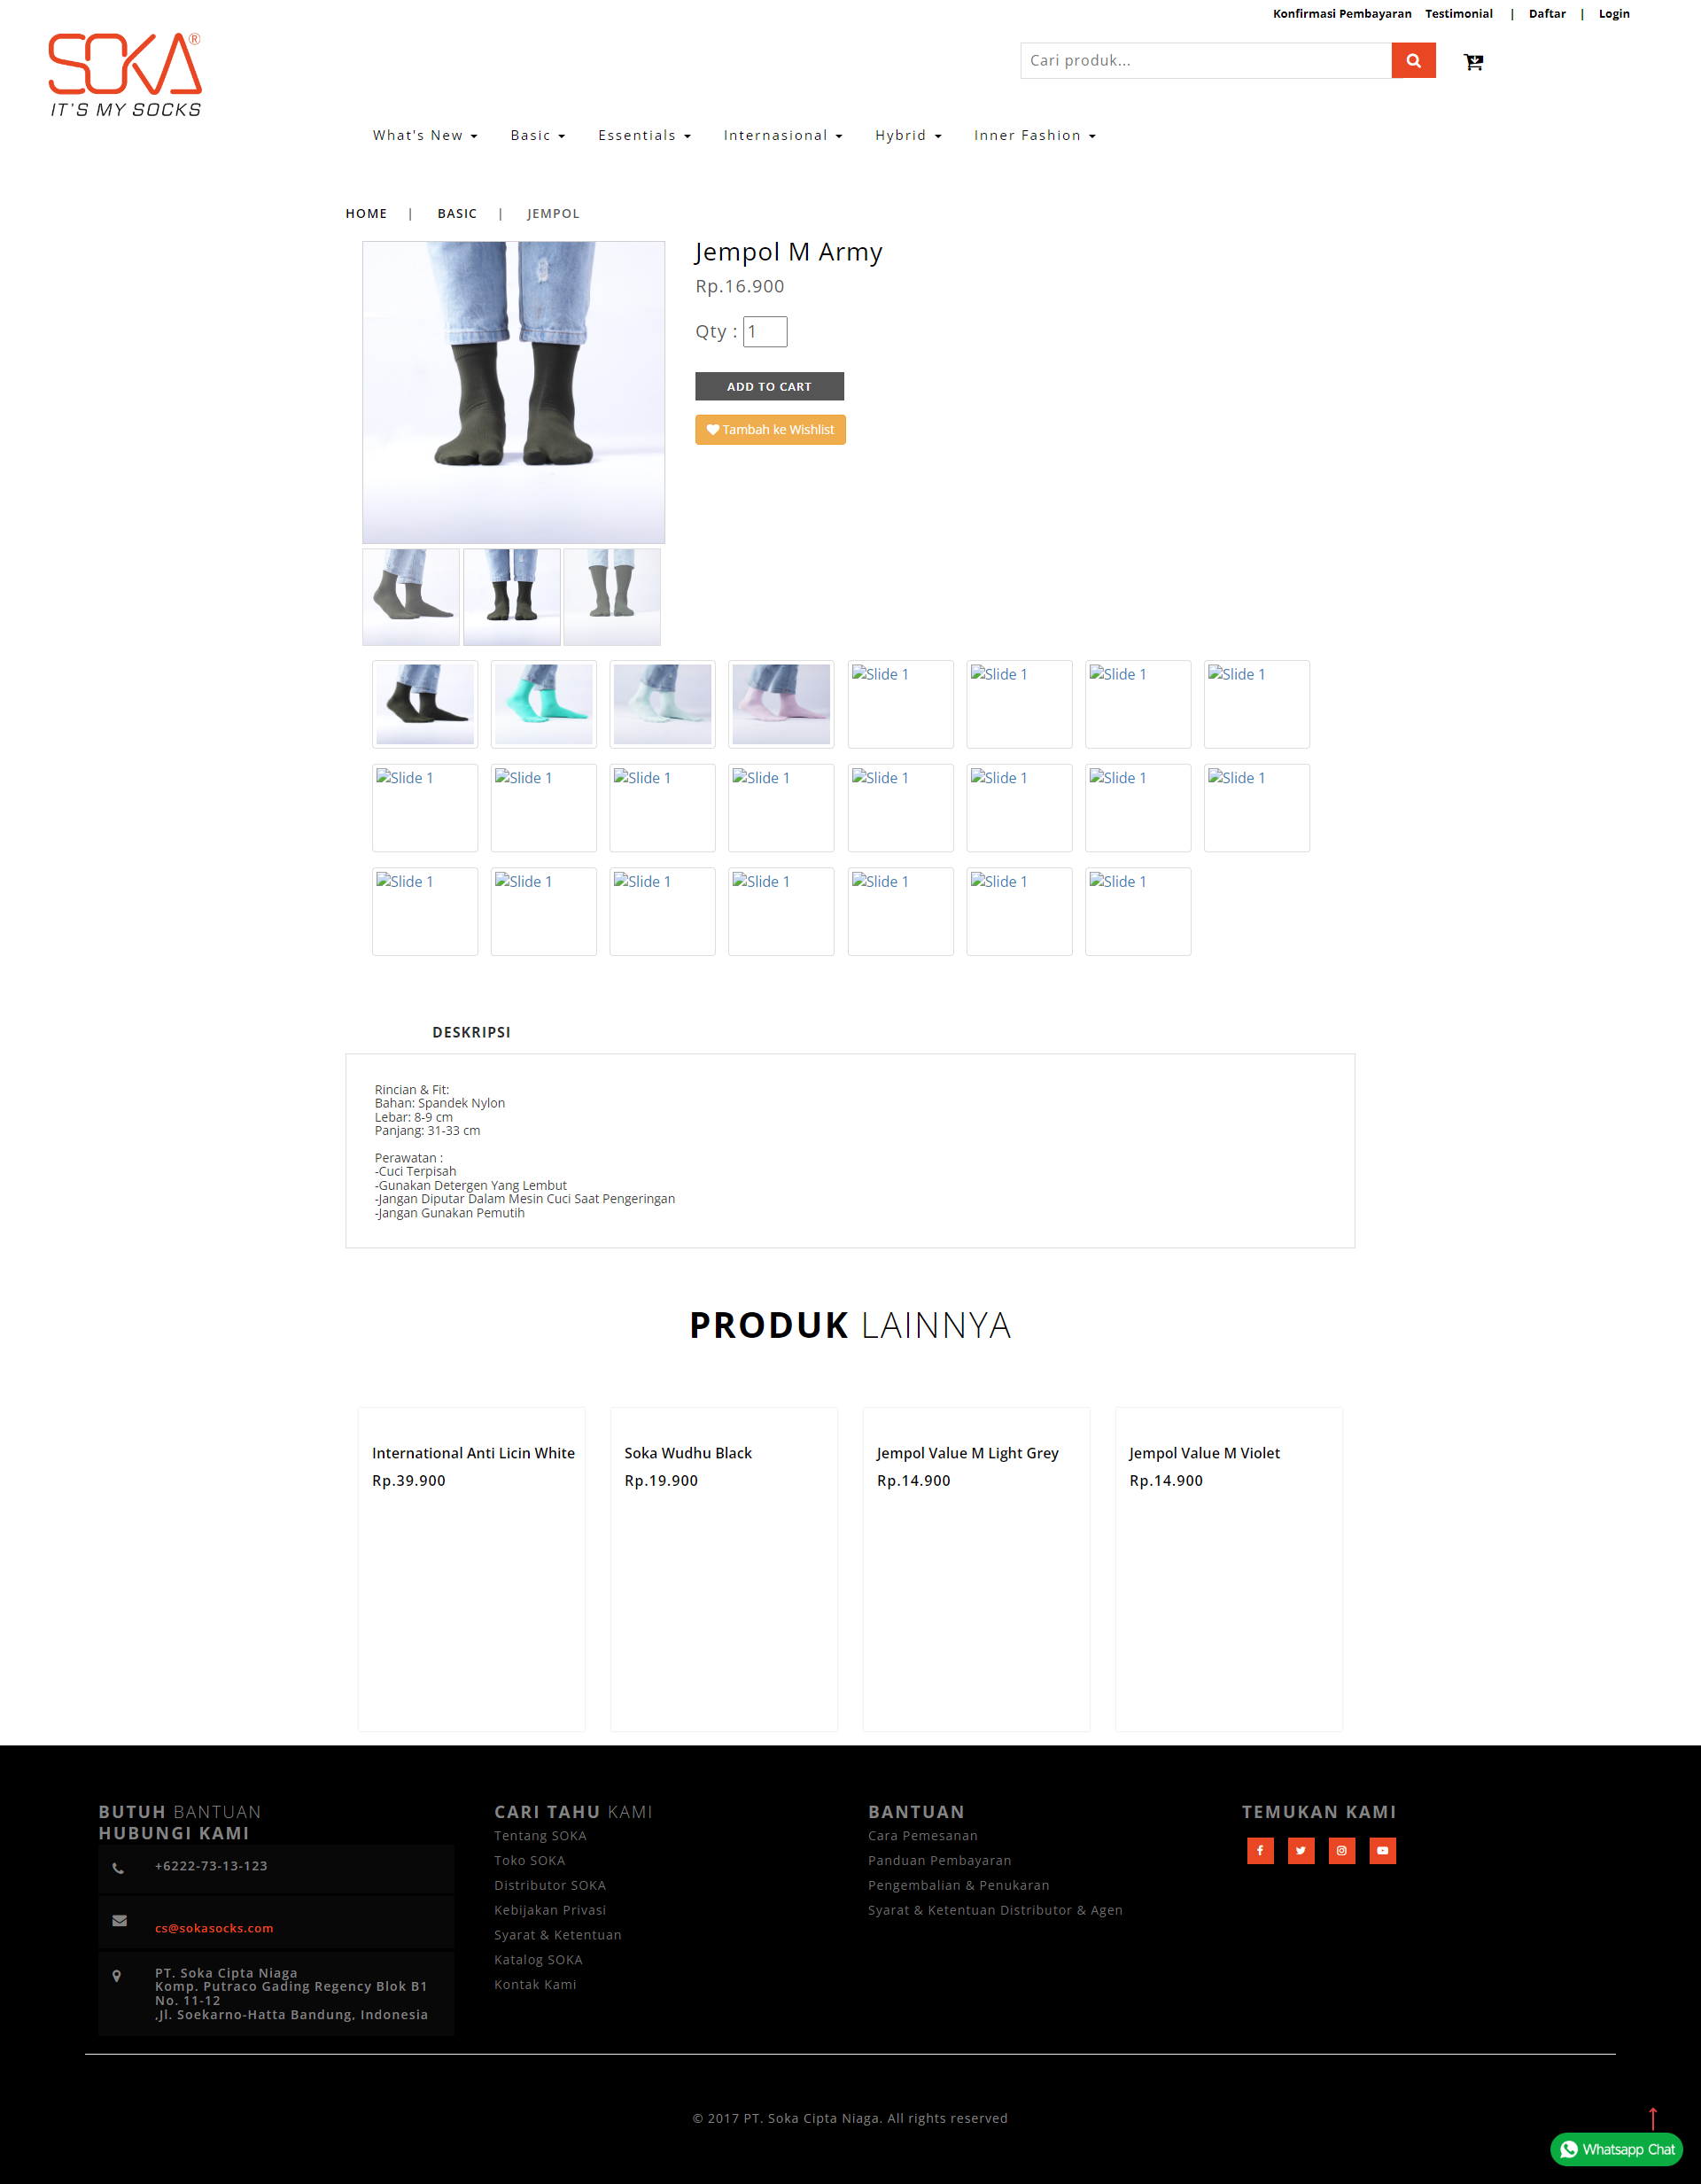 Konfirmasi Pembayaran Testimonial | Daftar | Login
SOKA®
IT'S MY SOCKS
Cari produk...
What's New Basic Essentials Internasional Hybrid Inner Fashion
HOME | BASIC | JEMPOL
Jempol M Army
Rp.16.900
Qty : 1
ADD TO CART
Tambah ke Wishlist
Slide 1 Slide 1 Slide 1 Slide 1
Slide 1 Slide 1 Slide 1 Slide 1 Slide 1 Slide 1 Slide 1 Slide 1
Slide 1 Slide 1 Slide 1 Slide 1 Slide 1 Slide 1 Slide 1
DESKRIPSI
Rincian & Fit:
Bahan: Spandek Nylon
Lebar: 8-9 cm
Panjang: 31-33 cm
Perawatan :
-Cuci Terpisah
-Gunakan Detergen Yang Lembut
-Jangan Diputar Dalam Mesin Cuci Saat Pengeringan
-Jangan Gunakan Pemutih
PRODUK LAINNYA
International Anti Licin White
Rp.39.900
Soka Wudhu Black
Rp.19.900
Jempol Value M Light Grey
Rp.14.900
Jempol Value M Violet
Rp.14.900
BUTUH BANTUAN
HUBUNGI KAMI
+6222-73-13-123
cs@sokasocks.com
PT. Soka Cipta Niaga
Komp. Putraco Gading Regency Blok B1
No. 11-12
,Jl. Soekarno-Hatta Bandung, Indonesia
CARI TAHU KAMI
Tentang SOKA
Toko SOKA
Distributor SOKA
Kebijakan Privasi
Syarat & Ketentuan
Katalog SOKA
Kontak Kami
BANTUAN
Cara Pemesanan
Panduan Pembayaran
Pengembalian & Penukaran
Syarat & Ketentuan Distributor & Agen
TEMUKAN KAMI
© 2017 PT. Soka Cipta Niaga. All rights reserved
Whatsapp Chat